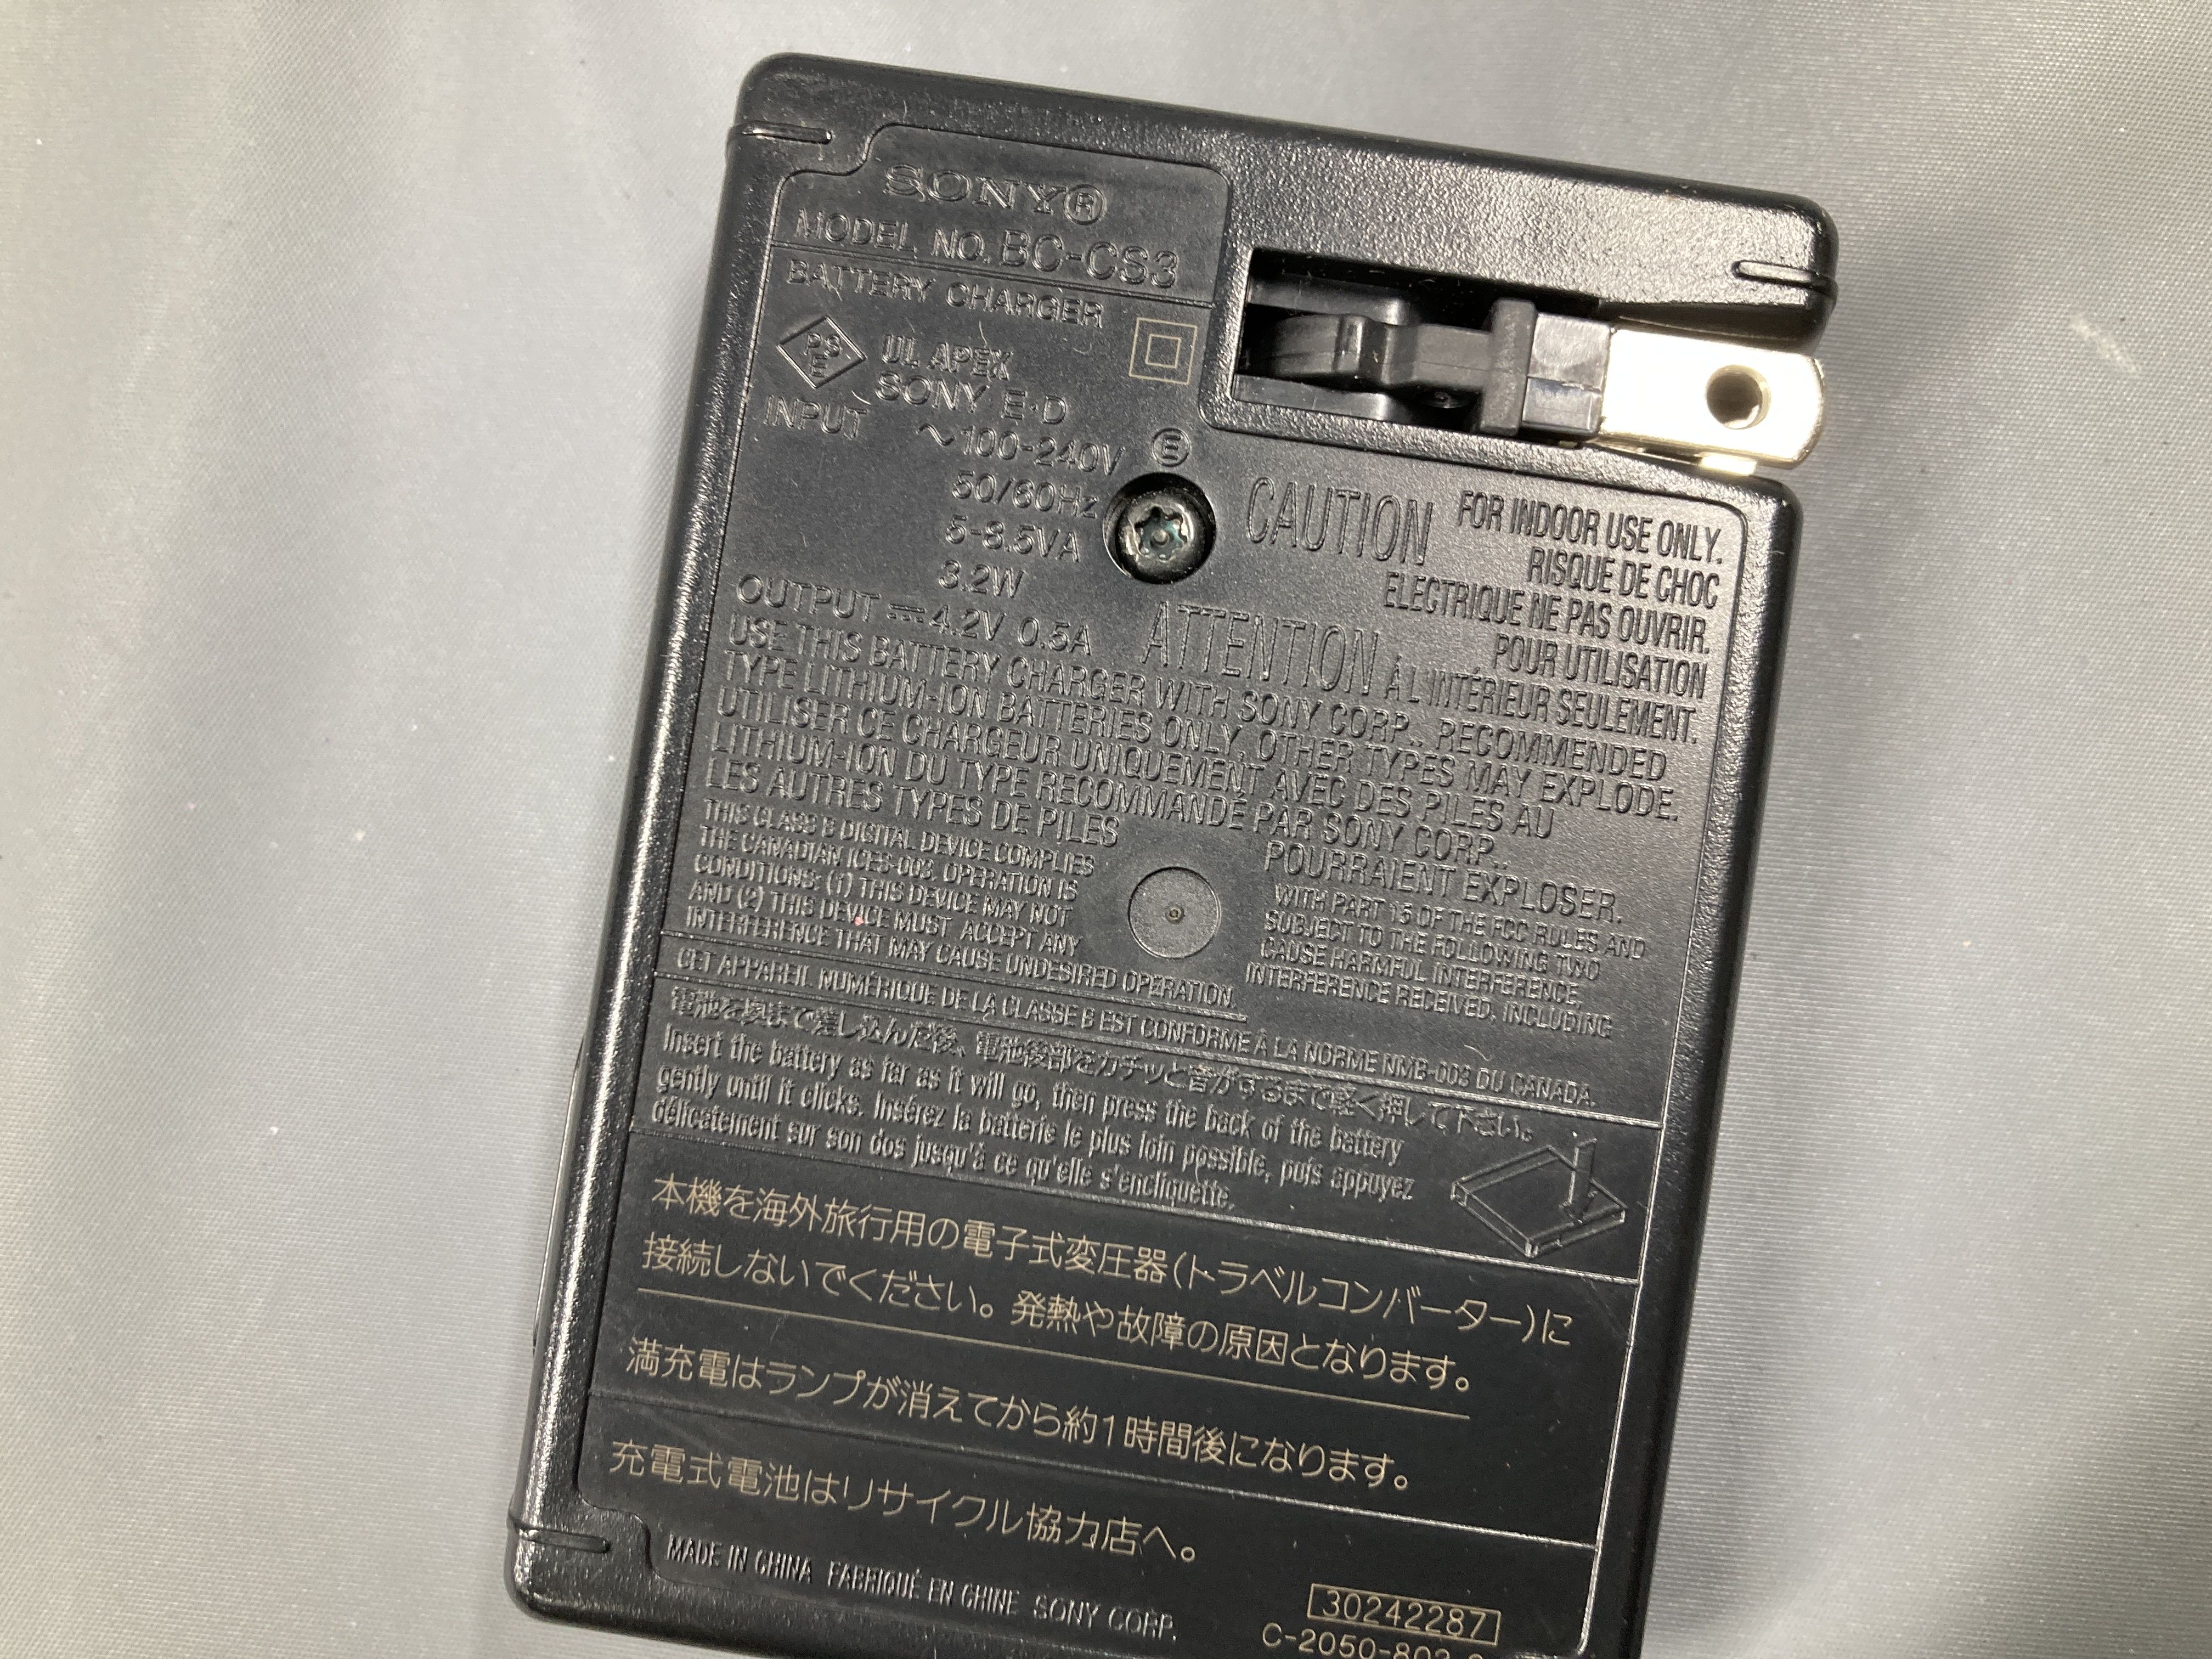 SONY®
MODEL NO. BC-CS3
BATTERY CHARGER
PS
E
UL APEX
SONY E·D
INPUT ～100-240V
50/60Hz
5-8.5VA
3.2W
OUTPUT ⎓4.2V 0.5A
E
CAUTION
FOR INDOOR USE ONLY.
RISQUE DE CHOC
ELECTRIQUE NE PAS OUVRIR.
ATTENTION
POUR UTILISATION
À L'INTÉRIEUR SEULEMENT.
USE THIS BATTERY CHARGER WITH SONY CORP.. RECOMMENDED
TYPE LITHIUM-ION BATTERIES ONLY. OTHER TYPES MAY EXPLODE.
UTILISER CE CHARGEUR UNIQUEMENT AVEC DES PILES AU
LITHIUM-ION DU TYPE RECOMMANDÉ PAR SONY CORP..
LES AUTRES TYPES DE PILES POURRAIENT EXPLOSER.
THIS CLASS B DIGITAL DEVICE COMPLIES WITH PART 15 OF THE FCC RULES AND
THE CANADIAN ICES-003. OPERATION IS SUBJECT TO THE FOLLOWING TWO
CONDITIONS: (1) THIS DEVICE MAY NOT CAUSE HARMFUL INTERFERENCE,
AND (2) THIS DEVICE MUST ACCEPT ANY INTERFERENCE RECEIVED, INCLUDING
INTERFERENCE THAT MAY CAUSE UNDESIRED OPERATION.
CET APPAREIL NUMÉRIQUE DE LA CLASSE B EST CONFORME À LA NORME NMB-003 DU CANADA.
電池を奥まで差し込んだ後、電池後部をカチッと音がするまで軽く押して下さい。
Insert the battery as far as it will go, then press the back of the battery
gently until it clicks. Insérez la batterie le plus loin possible, puis appuyez
délicatement sur son dos jusqu'à ce qu'elle s'encliquette.
本機を海外旅行用の電子式変圧器(トラベルコンバーター)に
接続しないでください。発熱や故障の原因となります。
満充電はランプが消えてから約1時間後になります。
充電式電池はリサイクル協力店へ。
MADE IN CHINA FABRIQUÉ EN CHINE SONY CORP.
30242287
C-2050-802